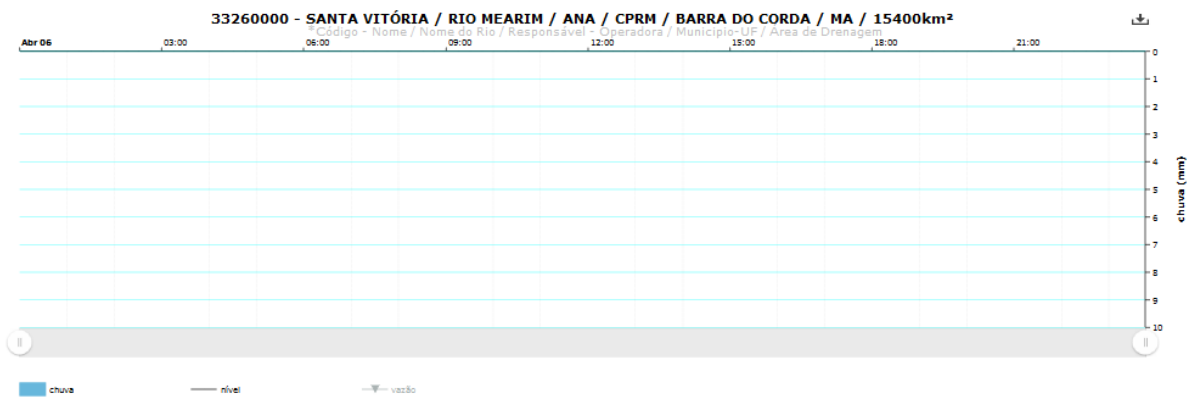 33260000 - SANTA VITÓRIA / RIO MEARIM / ANA / CPRM / BARRA DO CORDA / MA / 15400km²
*Código - Nome / Nome do Rio / Responsável - Operadora / Município-UF / Área de Drenagem
Abr 06 03:00 06:00 09:00 12:00 15:00 18:00 21:00
0
1
2
3
4
5
6
7
8
9
10
chuva (mm)
chuva nível vazão